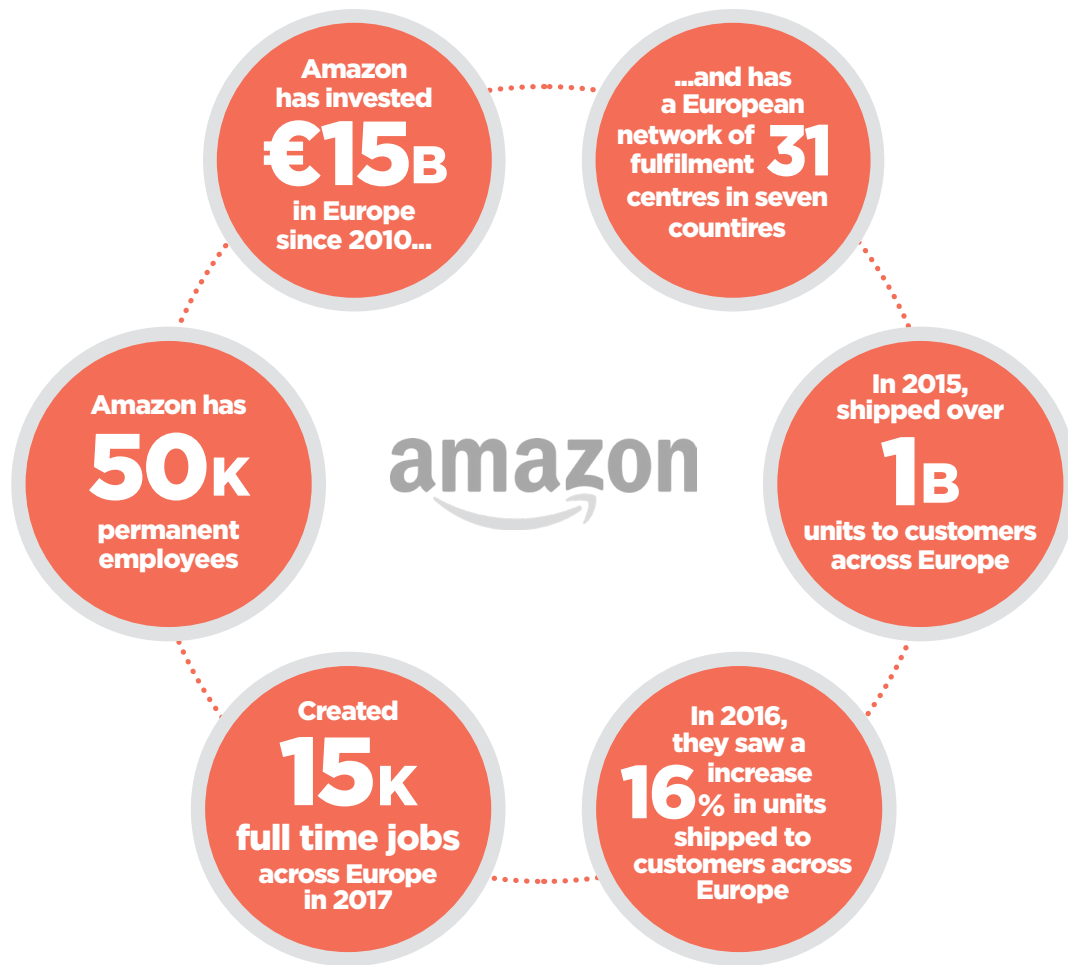 Amazon
has invested
€15B
in Europe
since 2010...
...and has
a European
network of
fulfilment 31
centres in seven
countires
In 2015,
shipped over
1B
units to customers
across Europe
In 2016,
they saw a
increase
16% in units
shipped to
customers across
Europe
Created
15K
full time jobs
across Europe
in 2017
Amazon has
50K
permanent
employees
amazon